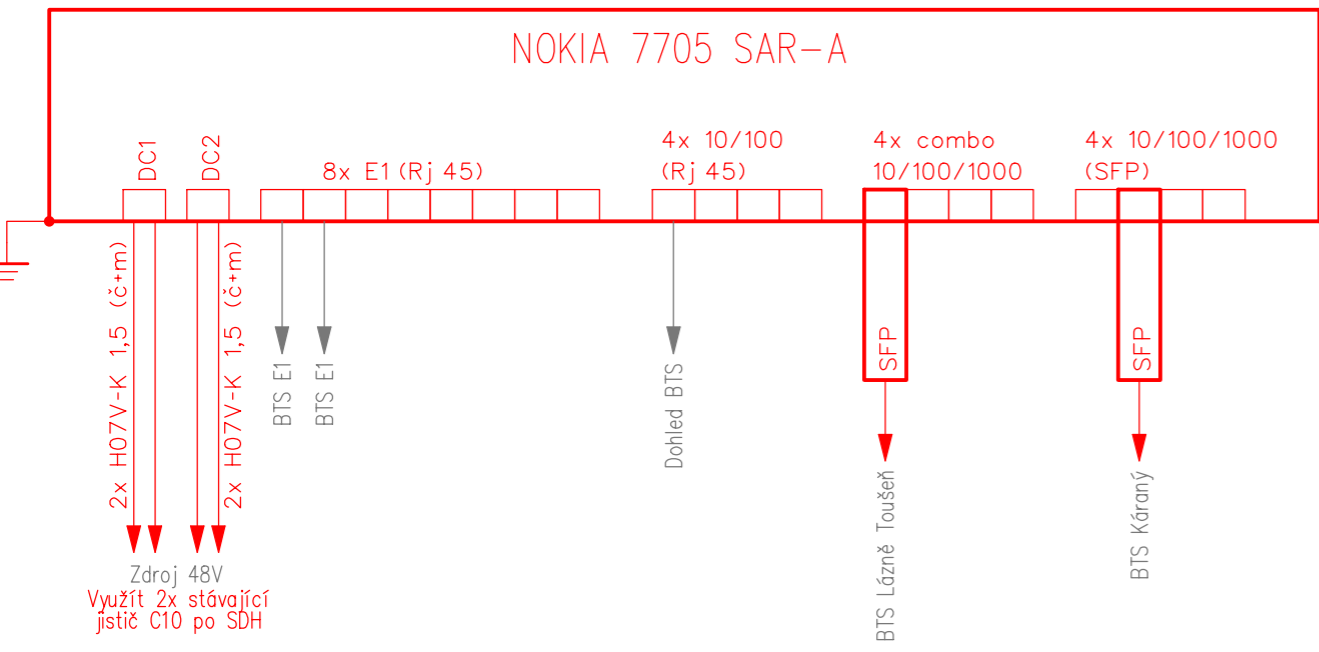 NOKIA 7705 SAR-A
DC1
DC2
8x E1 (Rj 45)
4x 10/100
(Rj 45)
4x combo
10/100/1000
4x 10/100/1000
(SFP)
2x H07V-K 1,5 (č+m)
2x H07V-K 1,5 (č+m)
BTS E1
BTS E1
Dohled BTS
SFP
BTS Lázně Toušeň
SFP
BTS Káraný
Zdroj 48V
Využít 2x stávající
jistič C10 po SDH